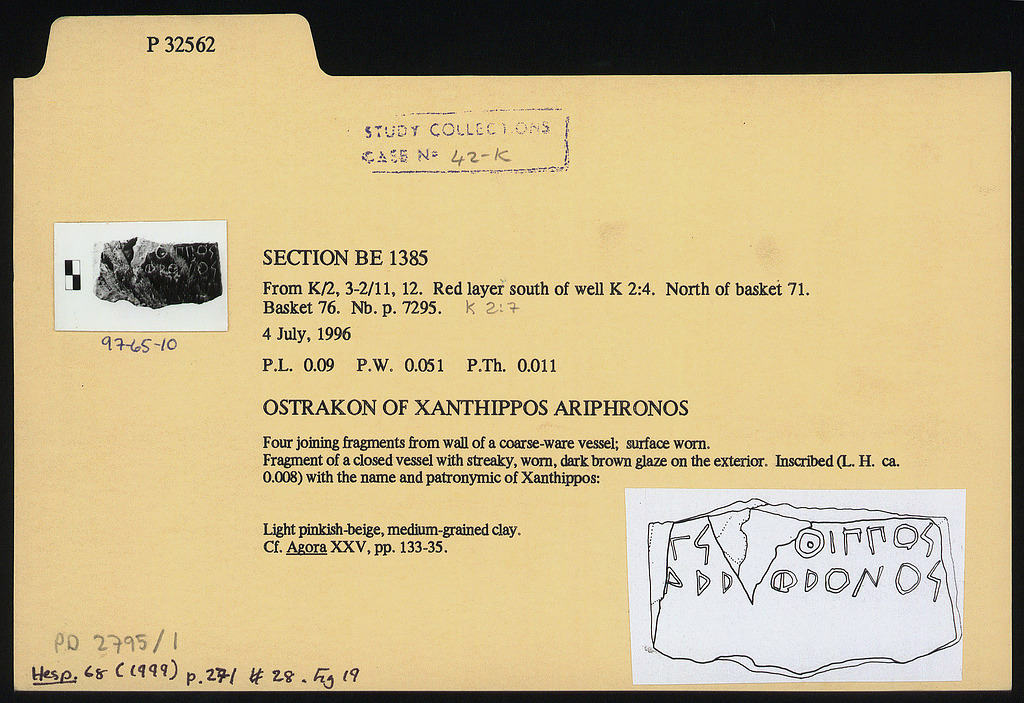 P 32562
STUDY COLLECTIONS
CASE Nº 42-K
SECTION BE 1385
From K/2, 3-2/11, 12. Red layer south of well K 2:4. North of basket 71.
Basket 76. Nb. p. 7295. K 2:7
4 July, 1996
97-65-10
P.L. 0.09 P.W. 0.051 P.Th. 0.011
OSTRAKON OF XANTHIPPOS ARIPHRONOS
Four joining fragments from wall of a coarse-ware vessel; surface worn.
Fragment of a closed vessel with streaky, worn, dark brown glaze on the exterior. Inscribed (L. H. ca.
0.008) with the name and patronymic of Xanthippos:
Light pinkish-beige, medium-grained clay.
Cf. Agora XXV, pp. 133-35.
ΘΙΠΠΟΣ
ΦΡΟΝΟΣ
PD 2795/1
Hesp. 68 (1999) p. 271 # 28. Fig 19